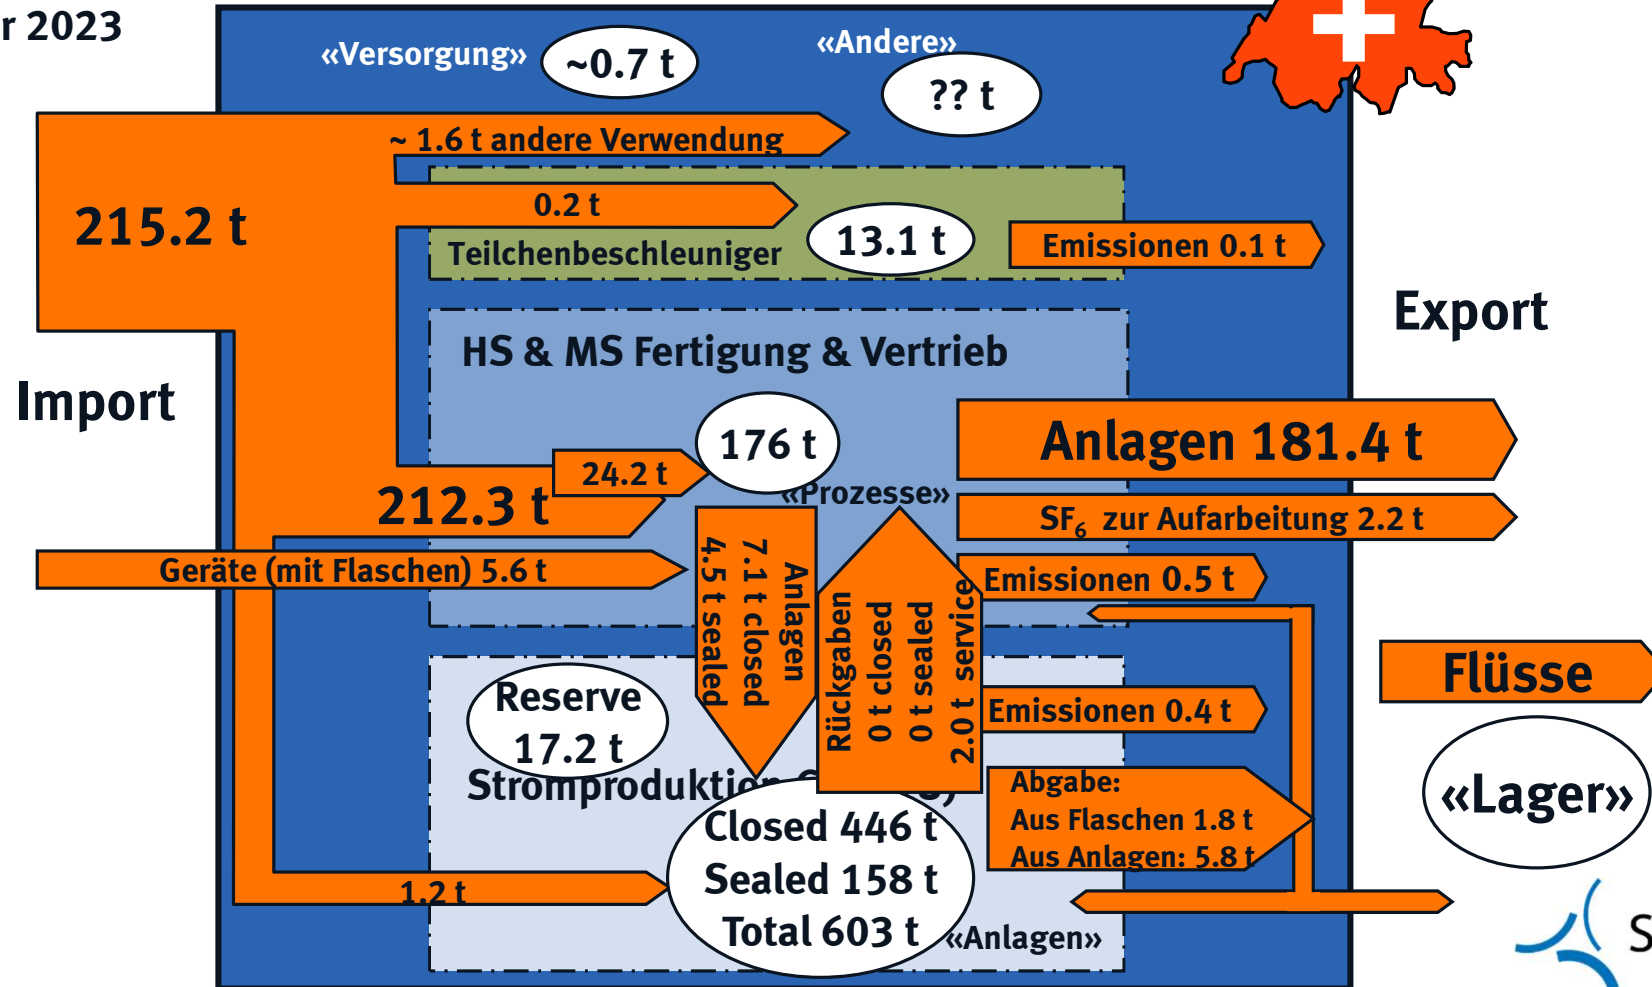 r 2023
«Versorgung»
~0.7 t
«Andere»
?? t
~ 1.6 t andere Verwendung
215.2 t
0.2 t
Teilchenbeschleuniger
13.1 t
Emissionen 0.1 t
Export
HS & MS Fertigung & Vertrieb
Import
176 t
«Prozesse»
Anlagen 181.4 t
24.2 t
212.3 t
SF6 zur Aufarbeitung 2.2 t
Geräte (mit Flaschen) 5.6 t
Emissionen 0.5 t
Anlagen
7.1 t closed
4.5 t sealed
Rückgaben
0 t closed
0 t sealed
2.0 t service
Flüsse
Reserve
17.2 t
Emissionen 0.4 t
Abgabe:
Aus Flaschen 1.8 t
Aus Anlagen: 5.8 t
«Lager»
Closed 446 t
Sealed 158 t
Total 603 t
1.2 t
«Anlagen»
S